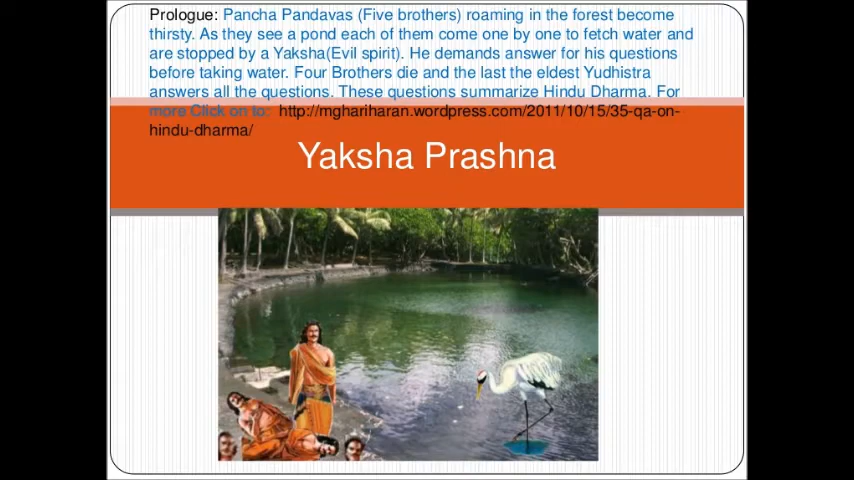 Prologue: Pancha Pandavas (Five brothers) roaming in the forest become
thirsty. As they see a pond each of them come one by one to fetch water and
are stopped by a Yaksha(Evil spirit). He demands answer for his questions
before taking water. Four Brothers die and the last the eldest Yudhistra
answers all the questions. These questions summarize Hindu Dharma. For
more Click on to: http://mghariharan.wordpress.com/2011/10/15/35-qa-on-
hindu-dharma/
Yaksha Prashna